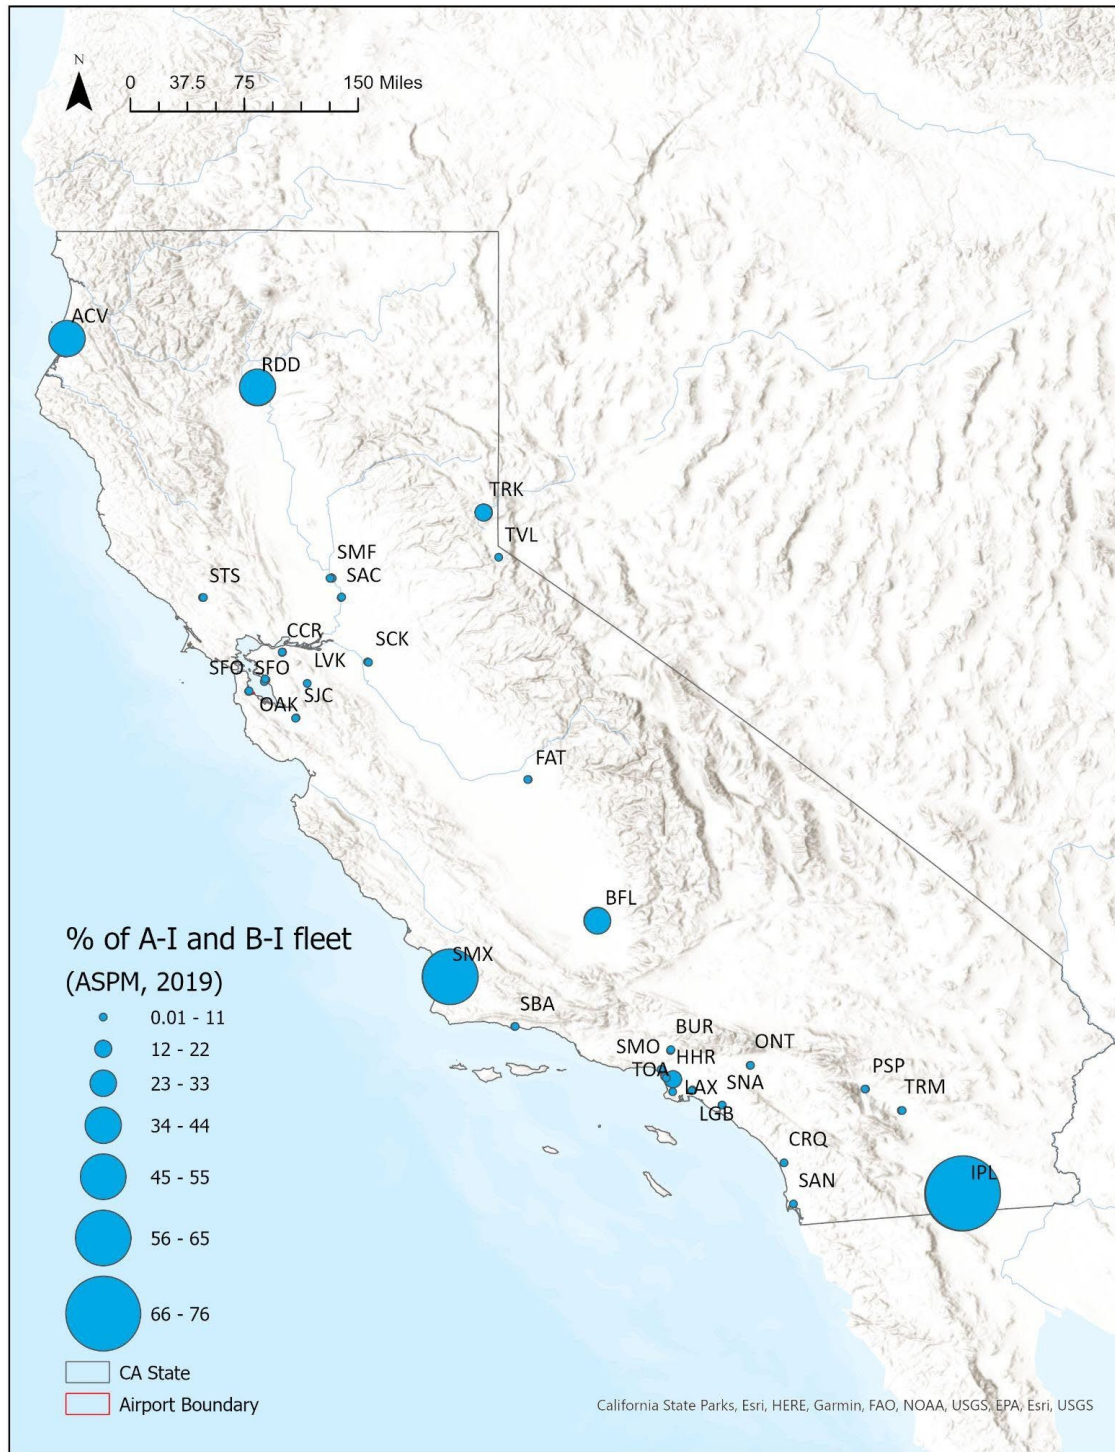 N
0 37.5 75 150 Miles
ACV
RDD
TRK
TVL
SMF
STS
SAC
CCR
SCK
LVK
SFO
SFO
SJC
OAK
FAT
BFL
SMX
SBA
BUR
SMO
HHR
ONT
TOA
LAX
SNA
PSP
TRM
LGB
CRQ
IPL
SAN
% of A-I and B-I fleet
(ASPM, 2019)
0.01 - 11
12 - 22
23 - 33
34 - 44
45 - 55
56 - 65
66 - 76
CA State
Airport Boundary
California State Parks, Esri, HERE, Garmin, FAO, NOAA, USGS, EPA, Esri, USGS